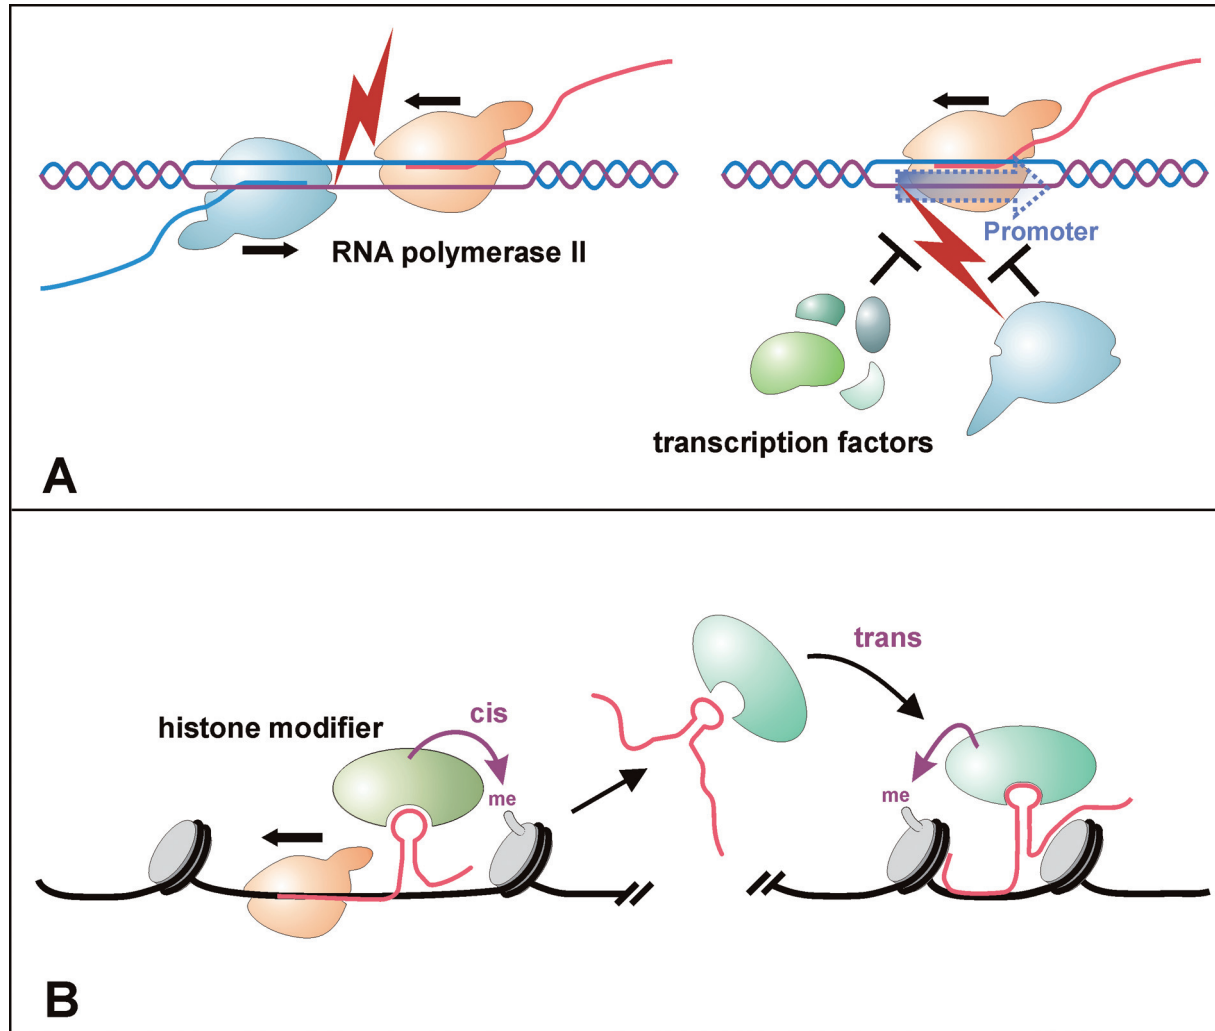 RNA polymerase II
Promoter
transcription factors
A
trans
cis
histone modifier
me
me
B